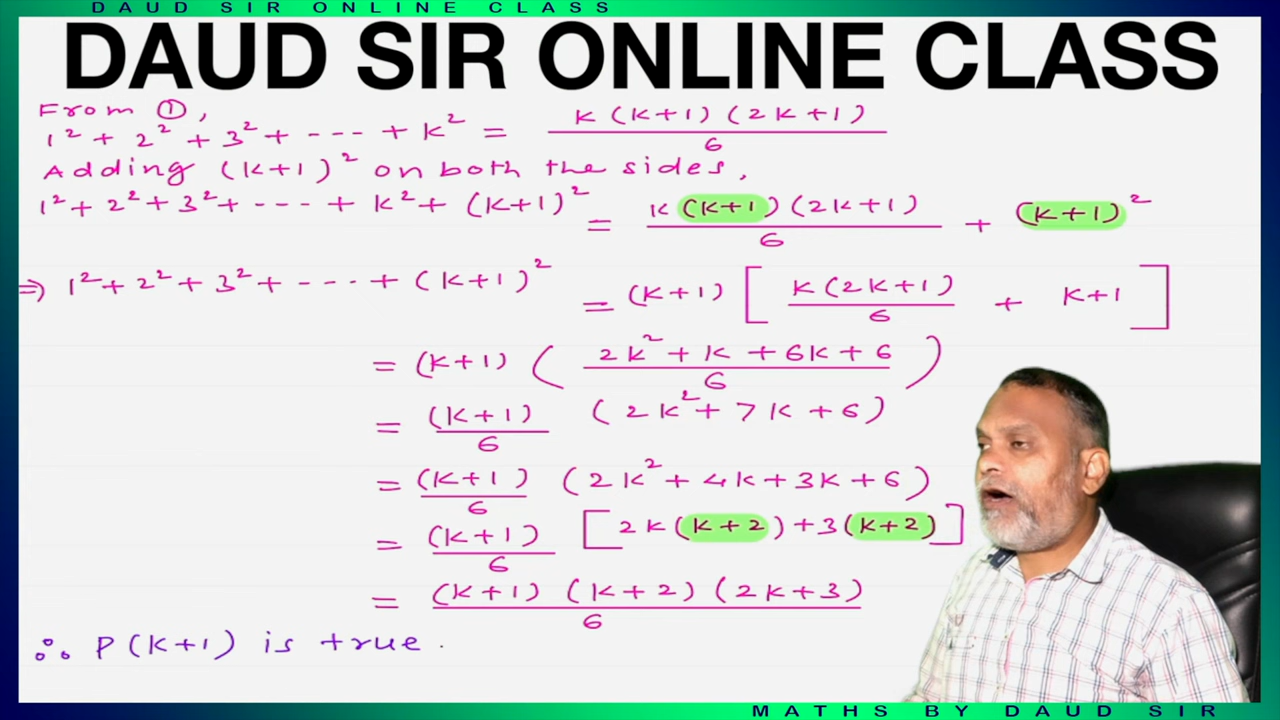 DAUD SIR ONLINE CLASS
DAUD SIR ONLINE CLASS
From ①,
1² + 2² + 3² + ---- + K² = K(K+1)(2K+1)/6
Adding (K+1)² on both the sides,
1² + 2² + 3² + ---- + K² + (K+1)² = K(K+1)(2K+1)/6 + (K+1)²
⇒ 1² + 2² + 3² + ---- + (K+1)² = (K+1) [K(2K+1)/6 + K+1]
= (K+1) ((2K² + K + 6K + 6)/6)
= (K+1)/6 (2K² + 7K + 6)
= (K+1)/6 (2K² + 4K + 3K + 6)
= (K+1)/6 [2K(K+2) + 3(K+2)]
= (K+1)(K+2)(2K+3)/6
∴ P(K+1) is true.
MATHS BY DAUD SIR